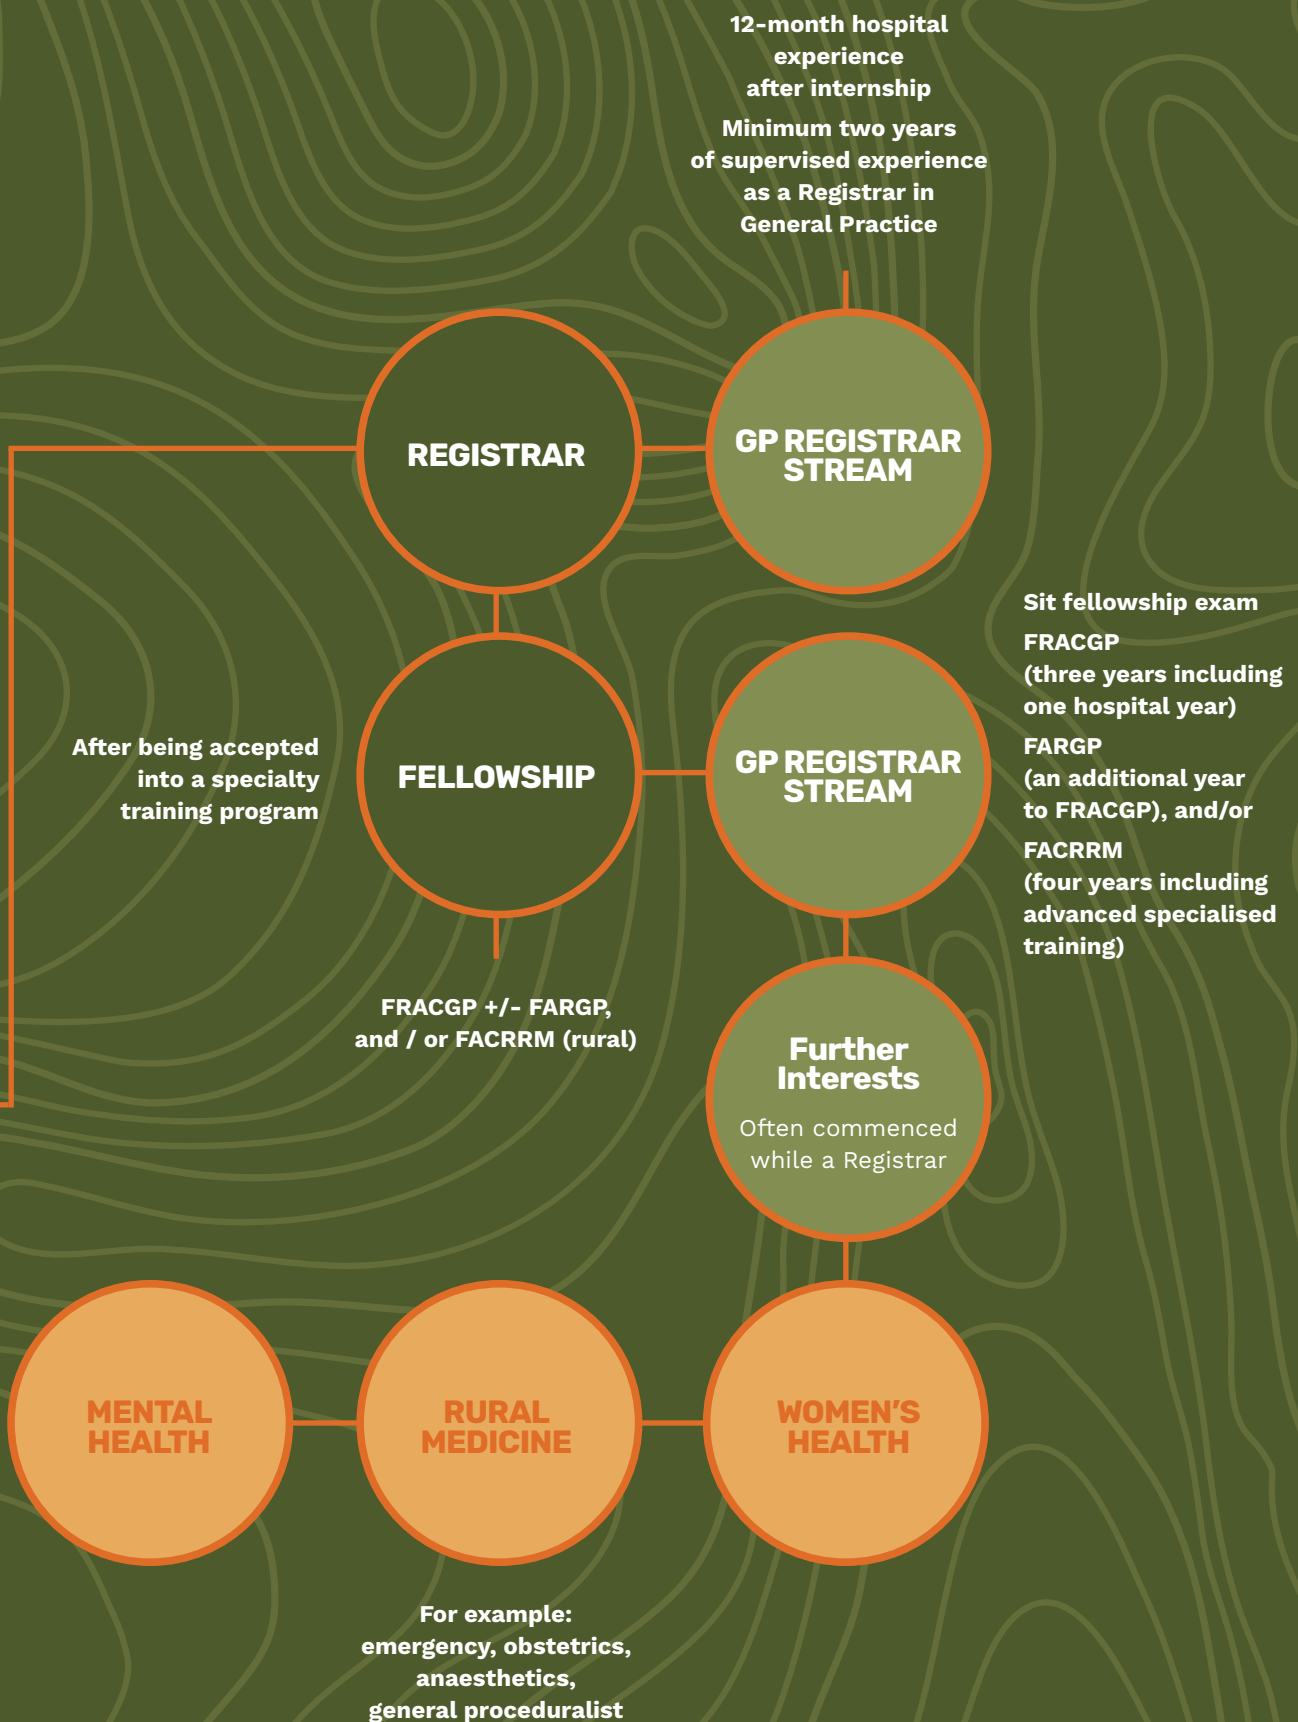 12-month hospital
experience
after internship
Minimum two years
of supervised experience
as a Registrar in
General Practice
REGISTRAR
GP REGISTRAR
STREAM
After being accepted
into a specialty
training program
FELLOWSHIP
GP REGISTRAR
STREAM
Sit fellowship exam
FRACGP
(three years including
one hospital year)
FARGP
(an additional year
to FRACGP), and/or
FACRRM
(four years including
advanced specialised
training)
FRACGP +/- FARGP,
and / or FACRRM (rural)
Further
Interests
Often commenced
while a Registrar
MENTAL
HEALTH
RURAL
MEDICINE
WOMEN'S
HEALTH
For example:
emergency, obstetrics,
anaesthetics,
general proceduralist